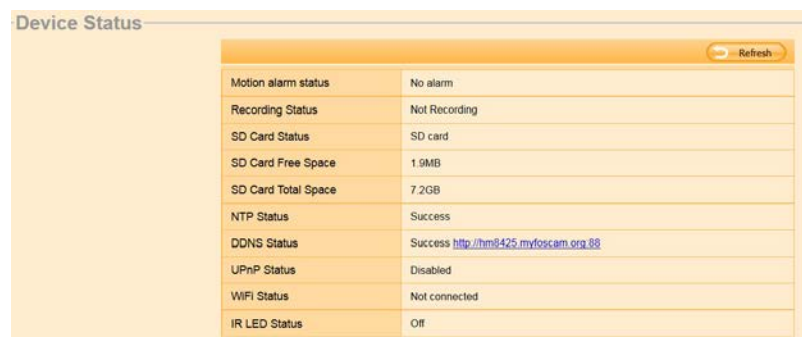 Device Status
Refresh
Motion alarm status No alarm
Recording Status Not Recording
SD Card Status SD card
SD Card Free Space 1.9MB
SD Card Total Space 7.2GB
NTP Status Success
DDNS Status Success http://hm8425.myfoscam.org:88
UPnP Status Disabled
WiFi Status Not connected
IR LED Status Off